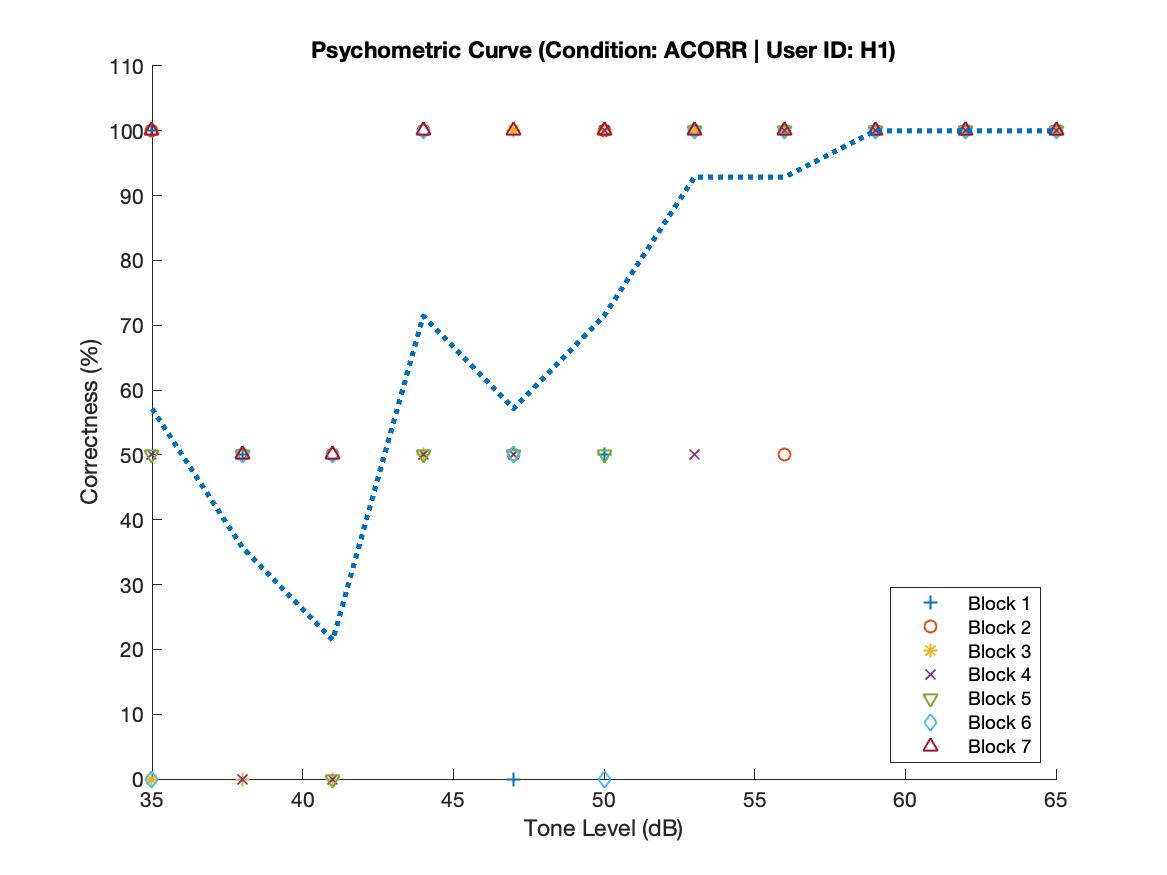 Psychometric Curve (Condition: ACORR | User ID: H1)
110
100
90
80
70
60
50
40
30
20
10
0
Correctness (%)
35 40 45 50 55 60 65
Tone Level (dB)
Block 1
Block 2
Block 3
Block 4
Block 5
Block 6
Block 7